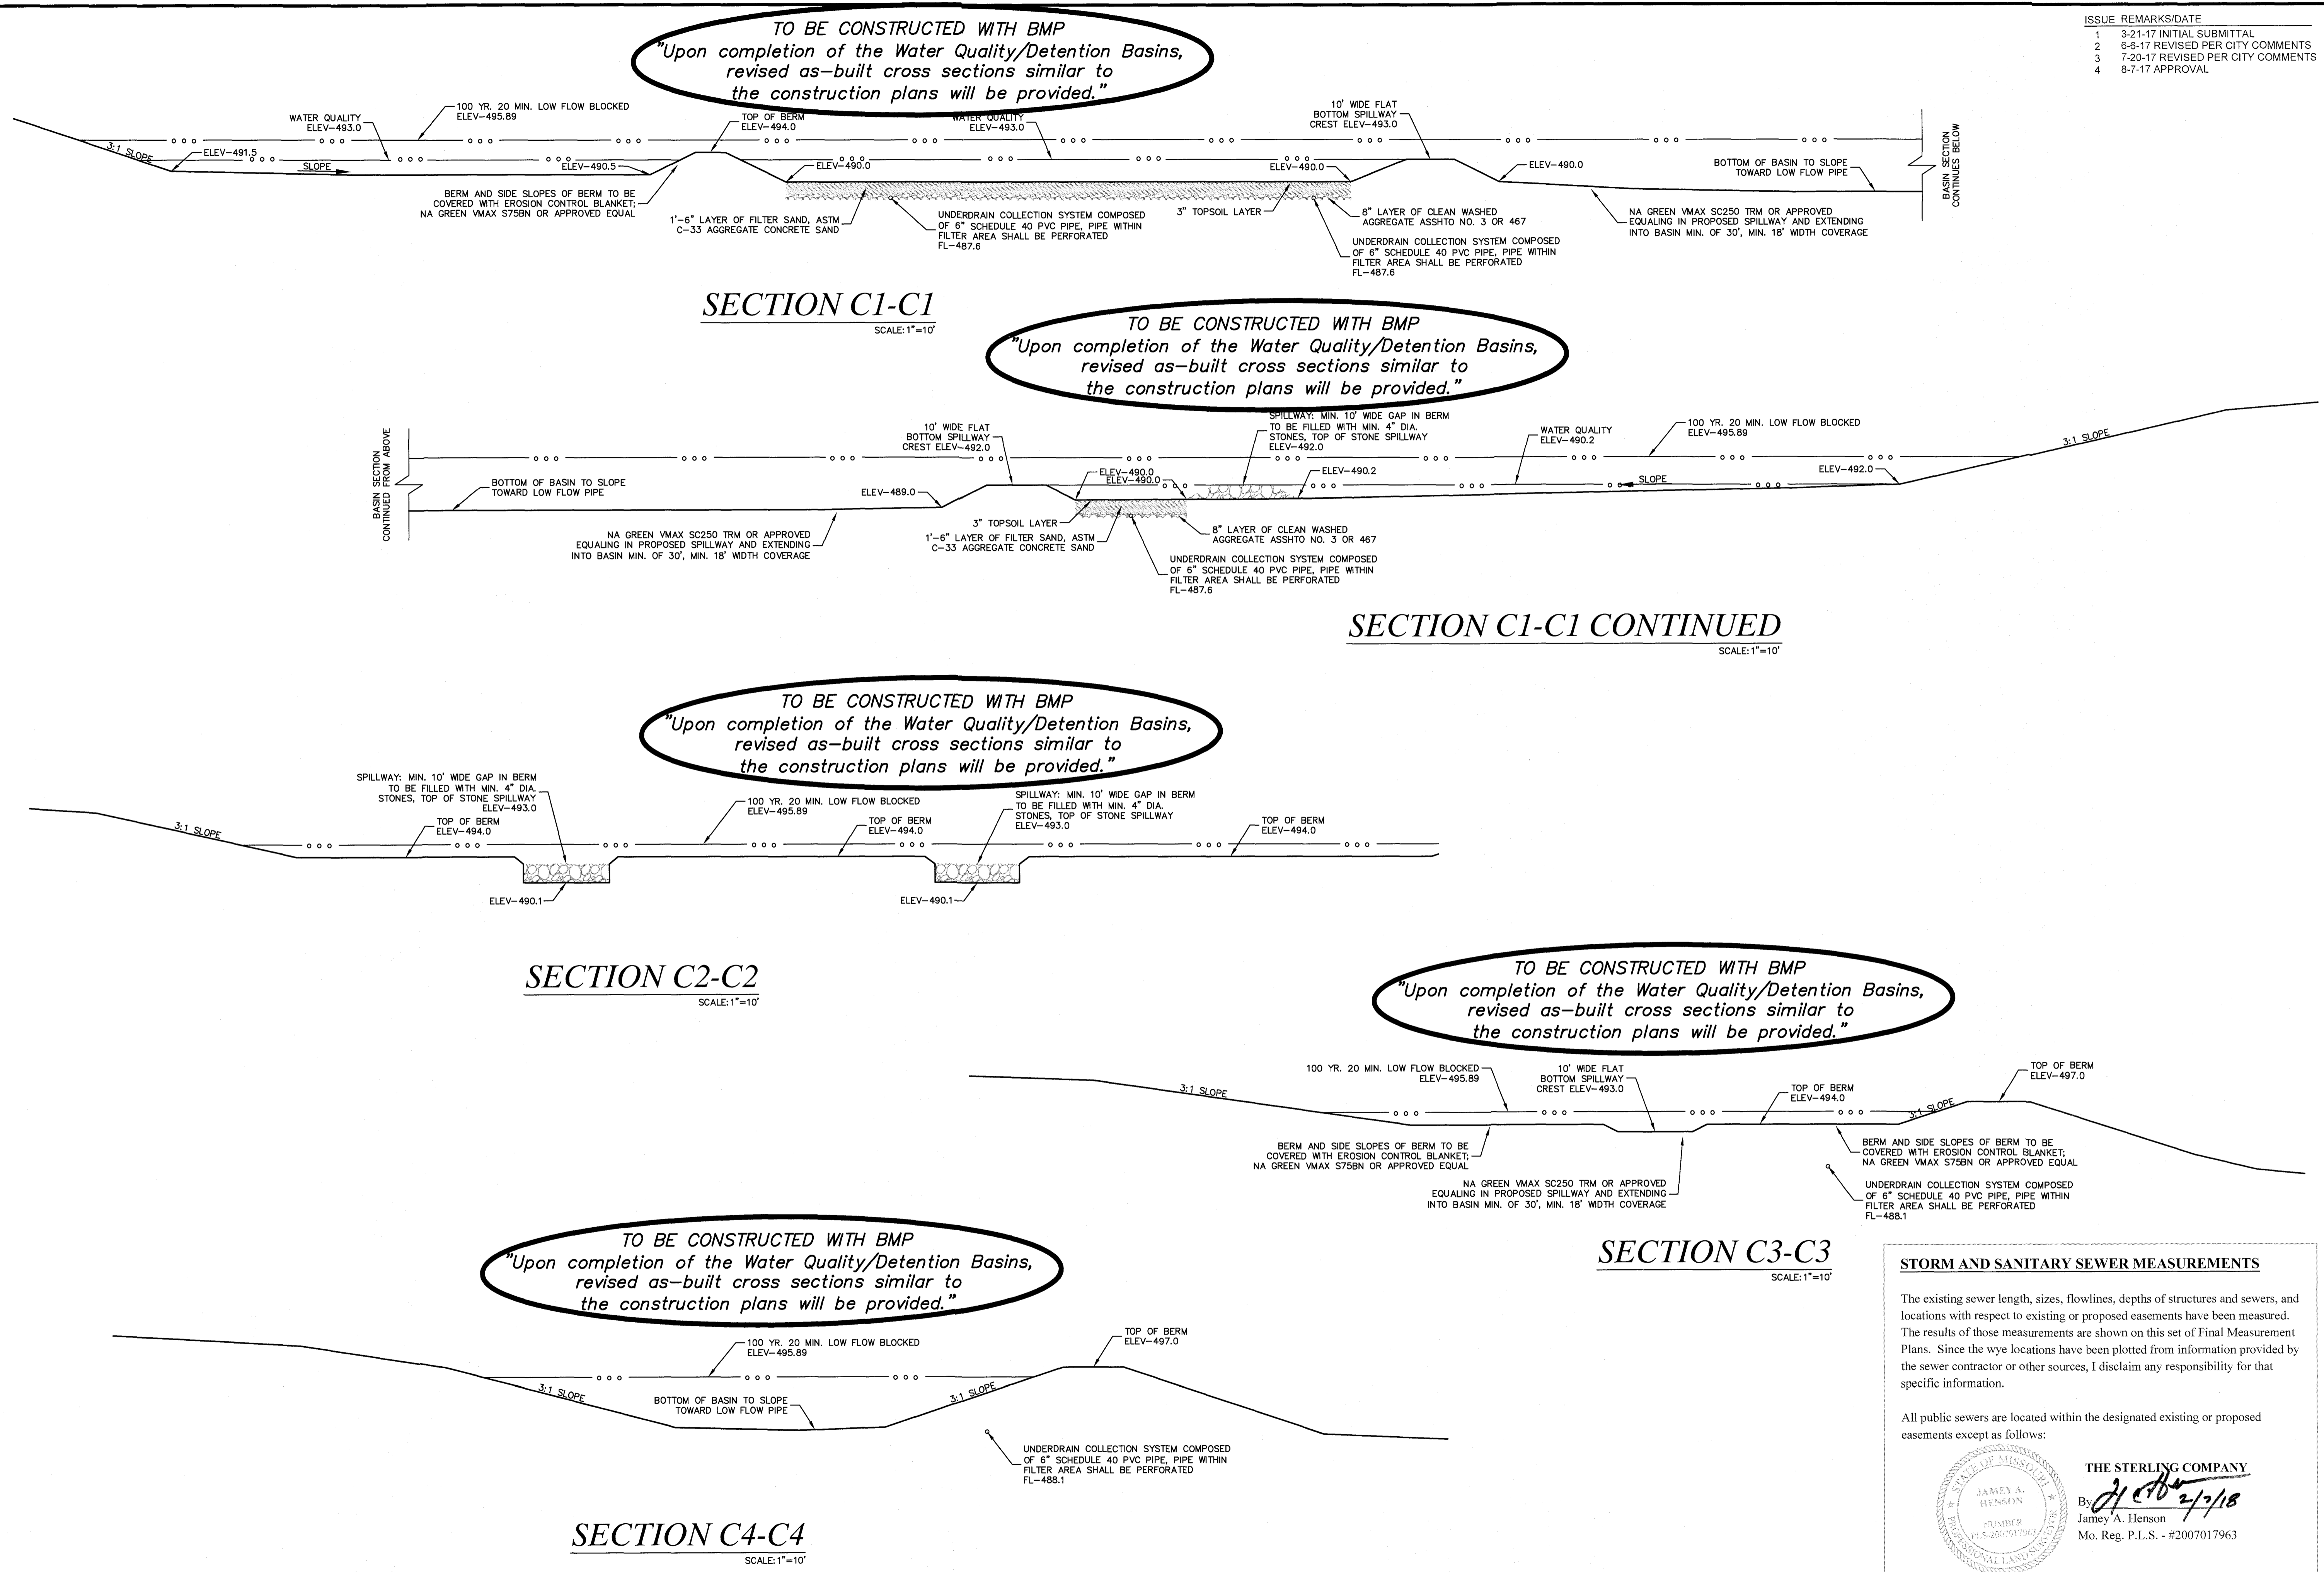 ISSUE REMARKS/DATE
1 3-21-17 INITIAL SUBMITTAL
2 6-6-17 REVISED PER CITY COMMENTS
3 7-20-17 REVISED PER CITY COMMENTS
4 8-7-17 APPROVAL
TO BE CONSTRUCTED WITH BMP
"Upon completion of the Water Quality/Detention Basins,
revised as-built cross sections similar to
the construction plans will be provided."
3:1 SLOPE
WATER QUALITY
ELEV-493.0
100 YR. 20 MIN. LOW FLOW BLOCKED
ELEV-495.89
TOP OF BERM
ELEV-494.0
WATER QUALITY
ELEV-493.0
10' WIDE FLAT
BOTTOM SPILLWAY
CREST ELEV-493.0
ELEV-491.5
SLOPE
ELEV-490.5
ELEV-490.0
ELEV-490.0
ELEV-490.0
BOTTOM OF BASIN TO SLOPE
TOWARD LOW FLOW PIPE
BASIN SECTION
CONTINUES BELOW
BERM AND SIDE SLOPES OF BERM TO BE
COVERED WITH EROSION CONTROL BLANKET;
NA GREEN VMAX S75BN OR APPROVED EQUAL
1'-6" LAYER OF FILTER SAND, ASTM
C-33 AGGREGATE CONCRETE SAND
UNDERDRAIN COLLECTION SYSTEM COMPOSED
OF 6" SCHEDULE 40 PVC PIPE, PIPE WITHIN
FILTER AREA SHALL BE PERFORATED
FL-487.6
3" TOPSOIL LAYER
8" LAYER OF CLEAN WASHED
AGGREGATE ASSHTO NO. 3 OR 467
UNDERDRAIN COLLECTION SYSTEM COMPOSED
OF 6" SCHEDULE 40 PVC PIPE, PIPE WITHIN
FILTER AREA SHALL BE PERFORATED
FL-487.6
NA GREEN VMAX SC250 TRM OR APPROVED
EQUALING IN PROPOSED SPILLWAY AND EXTENDING
INTO BASIN MIN. OF 30', MIN. 18' WIDTH COVERAGE
SECTION C1-C1
SCALE: 1"=10'
TO BE CONSTRUCTED WITH BMP
"Upon completion of the Water Quality/Detention Basins,
revised as-built cross sections similar to
the construction plans will be provided."
BASIN SECTION
CONTINUED FROM ABOVE
BOTTOM OF BASIN TO SLOPE
TOWARD LOW FLOW PIPE
10' WIDE FLAT
BOTTOM SPILLWAY
CREST ELEV-492.0
SPILLWAY: MIN. 10' WIDE GAP IN BERM
TO BE FILLED WITH MIN. 4" DIA.
STONES, TOP OF STONE SPILLWAY
ELEV-492.0
WATER QUALITY
ELEV-490.2
100 YR. 20 MIN. LOW FLOW BLOCKED
ELEV-495.89
3:1 SLOPE
ELEV-489.0
ELEV-490.0
ELEV-490.0
ELEV-490.2
SLOPE
ELEV-492.0
NA GREEN VMAX SC250 TRM OR APPROVED
EQUALING IN PROPOSED SPILLWAY AND EXTENDING
INTO BASIN MIN. OF 30', MIN. 18' WIDTH COVERAGE
3" TOPSOIL LAYER
1'-6" LAYER OF FILTER SAND, ASTM
C-33 AGGREGATE CONCRETE SAND
8" LAYER OF CLEAN WASHED
AGGREGATE ASSHTO NO. 3 OR 467
UNDERDRAIN COLLECTION SYSTEM COMPOSED
OF 6" SCHEDULE 40 PVC PIPE, PIPE WITHIN
FILTER AREA SHALL BE PERFORATED
FL-487.6
SECTION C1-C1 CONTINUED
SCALE: 1"=10'
TO BE CONSTRUCTED WITH BMP
"Upon completion of the Water Quality/Detention Basins,
revised as-built cross sections similar to
the construction plans will be provided."
3:1 SLOPE
SPILLWAY: MIN. 10' WIDE GAP IN BERM
TO BE FILLED WITH MIN. 4" DIA.
STONES, TOP OF STONE SPILLWAY
ELEV-493.0
TOP OF BERM
ELEV-494.0
100 YR. 20 MIN. LOW FLOW BLOCKED
ELEV-495.89
TOP OF BERM
ELEV-494.0
SPILLWAY: MIN. 10' WIDE GAP IN BERM
TO BE FILLED WITH MIN. 4" DIA.
STONES, TOP OF STONE SPILLWAY
ELEV-493.0
TOP OF BERM
ELEV-494.0
ELEV-490.1
ELEV-490.1
SECTION C2-C2
SCALE: 1"=10'
TO BE CONSTRUCTED WITH BMP
"Upon completion of the Water Quality/Detention Basins,
revised as-built cross sections similar to
the construction plans will be provided."
3:1 SLOPE
100 YR. 20 MIN. LOW FLOW BLOCKED
ELEV-495.89
10' WIDE FLAT
BOTTOM SPILLWAY
CREST ELEV-493.0
TOP OF BERM
ELEV-494.0
3:1 SLOPE
TOP OF BERM
ELEV-497.0
BERM AND SIDE SLOPES OF BERM TO BE
COVERED WITH EROSION CONTROL BLANKET;
NA GREEN VMAX S75BN OR APPROVED EQUAL
NA GREEN VMAX SC250 TRM OR APPROVED
EQUALING IN PROPOSED SPILLWAY AND EXTENDING
INTO BASIN MIN. OF 30', MIN. 18' WIDTH COVERAGE
BERM AND SIDE SLOPES OF BERM TO BE
COVERED WITH EROSION CONTROL BLANKET;
NA GREEN VMAX S75BN OR APPROVED EQUAL
UNDERDRAIN COLLECTION SYSTEM COMPOSED
OF 6" SCHEDULE 40 PVC PIPE, PIPE WITHIN
FILTER AREA SHALL BE PERFORATED
FL-488.1
SECTION C3-C3
SCALE: 1"=10'
TO BE CONSTRUCTED WITH BMP
"Upon completion of the Water Quality/Detention Basins,
revised as-built cross sections similar to
the construction plans will be provided."
100 YR. 20 MIN. LOW FLOW BLOCKED
ELEV-495.89
TOP OF BERM
ELEV-497.0
3:1 SLOPE
BOTTOM OF BASIN TO SLOPE
TOWARD LOW FLOW PIPE
3:1 SLOPE
UNDERDRAIN COLLECTION SYSTEM COMPOSED
OF 6" SCHEDULE 40 PVC PIPE, PIPE WITHIN
FILTER AREA SHALL BE PERFORATED
FL-488.1
SECTION C4-C4
SCALE: 1"=10'
STORM AND SANITARY SEWER MEASUREMENTS
The existing sewer length, sizes, flowlines, depths of structures and sewers, and
locations with respect to existing or proposed easements have been measured.
The results of those measurements are shown on this set of Final Measurement
Plans. Since the wye locations have been plotted from information provided by
the sewer contractor or other sources, I disclaim any responsibility for that
specific information.
All public sewers are located within the designated existing or proposed
easements except as follows:
STATE OF MISSOURI
JAMEY A.
HENSON
NUMBER
PLS-2007017963
PROFESSIONAL LAND SURVEYOR
THE STERLING COMPANY
By 2/7/18
Jamey A. Henson
Mo. Reg. P.L.S. - #2007017963